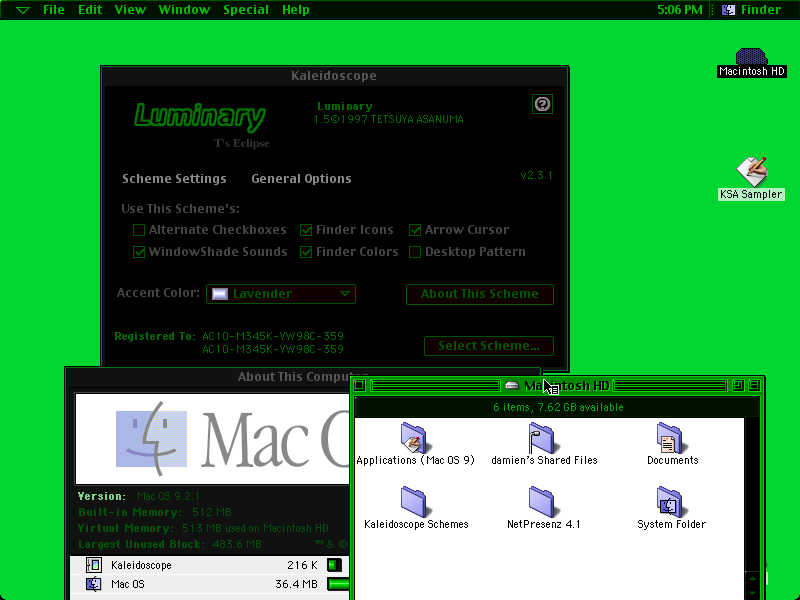 File Edit View Window Special Help 5:06 PM Finder
Macintosh HD
KSA Sampler
Kaleidoscope
Luminary
T's Eclipse
Luminary
1.5©1997 TETSUYA ASANUMA
Scheme Settings General Options v2.3.1
Use This Scheme's:
Alternate Checkboxes Finder Icons Arrow Cursor
WindowShade Sounds Finder Colors Desktop Pattern
Accent Color: Lavender About This Scheme
Registered To: AC10-M345K-YW98C-359
AC10-M345K-YW98C-359
Select Scheme...
About This Computer
Mac O
Version: Mac OS 9.2.1
Built-in Memory: 512 MB
Virtual Memory: 513 MB used on Macintosh HD
Largest Unused Block: 483.6 MB ™ & ©
Kaleidoscope 216 K
Mac OS 36.4 MB
Macintosh HD
6 items, 7.62 GB available
Applications (Mac OS 9) damien's Shared Files Documents
Kaleidoscope Schemes NetPresenz 4.1 System Folder